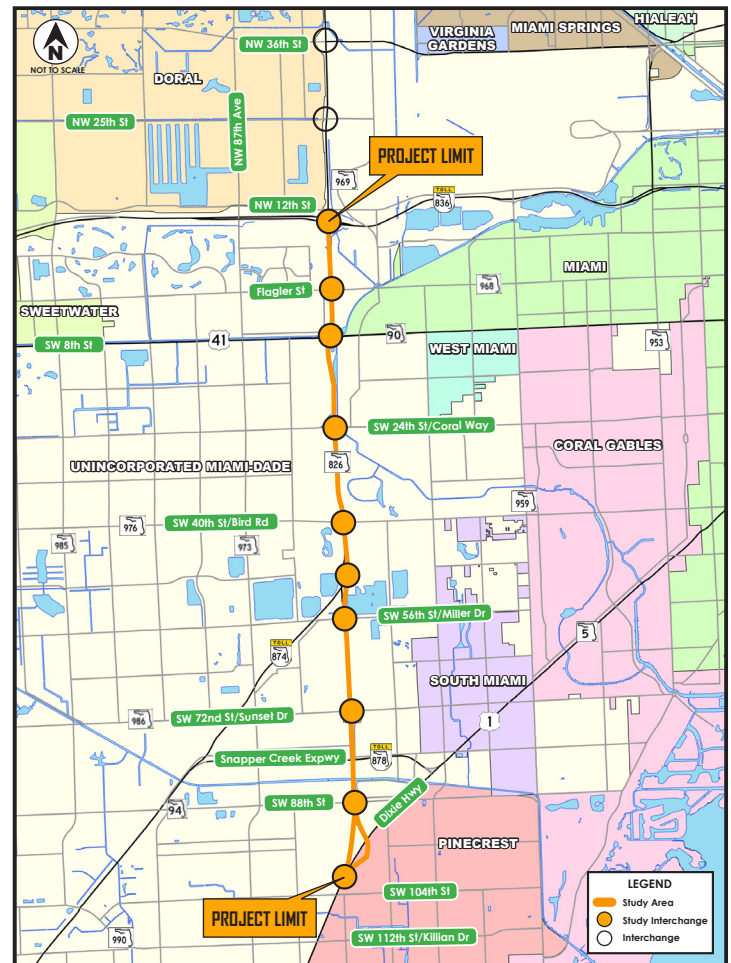 HIALEAH
MIAMI SPRINGS
VIRGINIA
GARDENS
N
NOT TO SCALE
NW 36th St
DORAL
NW 87th Ave
NW 25th St
PROJECT LIMIT
969
TOLL
836
NW 12th St
MIAMI
Flagler St
968
SWEETWATER
SW 8th St
41
90
953
WEST MIAMI
SW 24th St/Coral Way
CORAL GABLES
UNINCORPORATED MIAMI-DADE
826
959
976
SW 40th St/Bird Rd
985
973
SW 56th St/Miller Dr
5
TOLL
874
SOUTH MIAMI
986
SW 72nd St/Sunset Dr
1
Snapper Creek Expwy
TOLL
878
94
SW 88th St
Dixie Hwy
PINECREST
SW 104th St
PROJECT LIMIT
990
SW 112th St/Killian Dr
LEGEND
Study Area
Study Interchange
Interchange